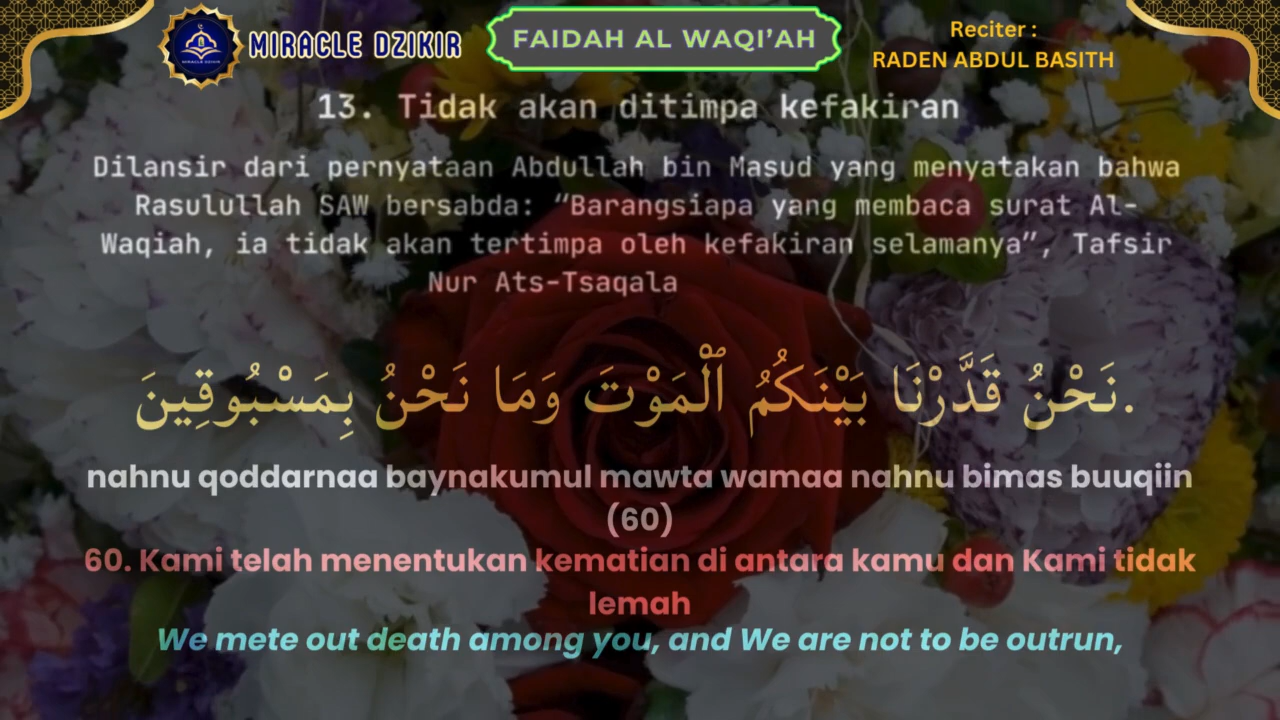 MIRACLE DZIKIR
FAIDAH AL WAQI’AH
Reciter :
RADEN ABDUL BASITH
13. Tidak akan ditimpa kefakiran
Dilansir dari pernyataan Abdullah bin Masud yang menyatakan bahwa
Rasulullah SAW bersabda: “Barangsiapa yang membaca surat Al-
Waqiah, ia tidak akan tertimpa oleh kefakiran selamanya”, Tafsir
Nur Ats-Tsaqala
نَحْنُ قَدَّرْنَا بَيْنَكُمُ ٱلْمَوْتَ وَمَا نَحْنُ بِمَسْبُوقِينَ.
nahnu qoddarnaa baynakumul mawta wamaa nahnu bimas buuqiin
(60)
60. Kami telah menentukan kematian di antara kamu dan Kami tidak
lemah
We mete out death among you, and We are not to be outrun,